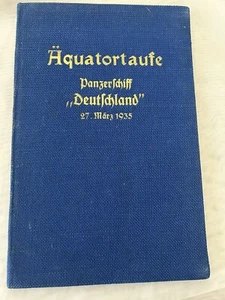 Äquatortaufe
Panzerschiff
„Deutschland”
27. März 1935